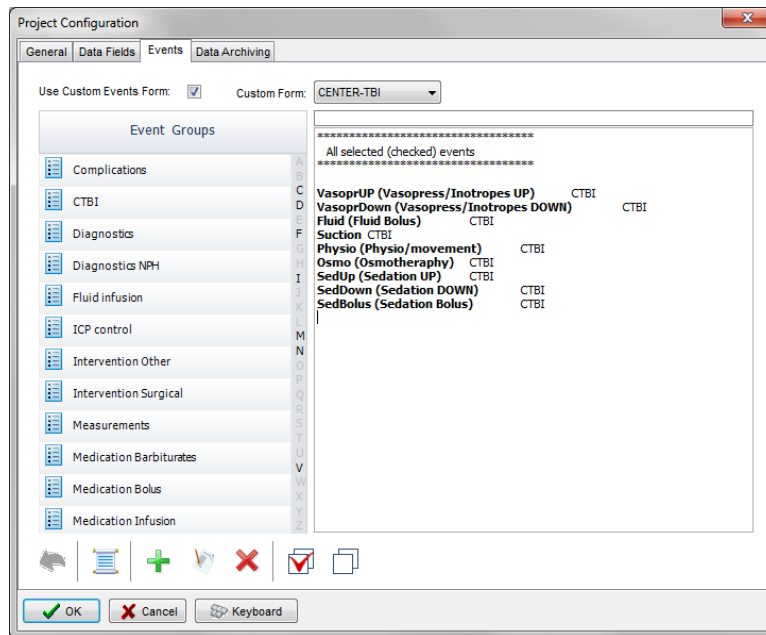 Project Configuration
x
General Data Fields Events Data Archiving
Use Custom Events Form: Custom Form: CENTER-TBI
Event Groups
Complications
CTBI
Diagnostics
Diagnostics NPH
Fluid infusion
ICP control
Intervention Other
Intervention Surgical
Measurements
Medication Barbiturates
Medication Bolus
Medication Infusion
A
B
C
D
E
F
G
H
I
J
K
L
M
N
O
P
Q
R
S
T
U
V
W
X
Y
Z
**********************************
All selected (checked) events
**********************************
VasoprUP (Vasopress/Inotropes UP) CTBI
VasoprDown (Vasopress/Inotropes DOWN) CTBI
Fluid (Fluid Bolus) CTBI
Suction CTBI
Physio (Physio/movement) CTBI
Osmo (Osmotheraphy) CTBI
SedUp (Sedation UP) CTBI
SedDown (Sedation DOWN) CTBI
SedBolus (Sedation Bolus) CTBI
OK Cancel Keyboard